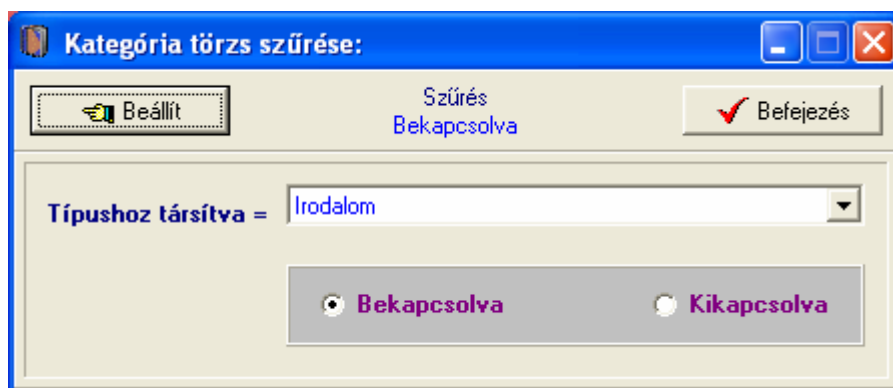 Kategória törzs szűrése:
Beállít
Szűrés
Bekapcsolva
Befejezés
Típushoz társítva =
Irodalom
Bekapcsolva
Kikapcsolva